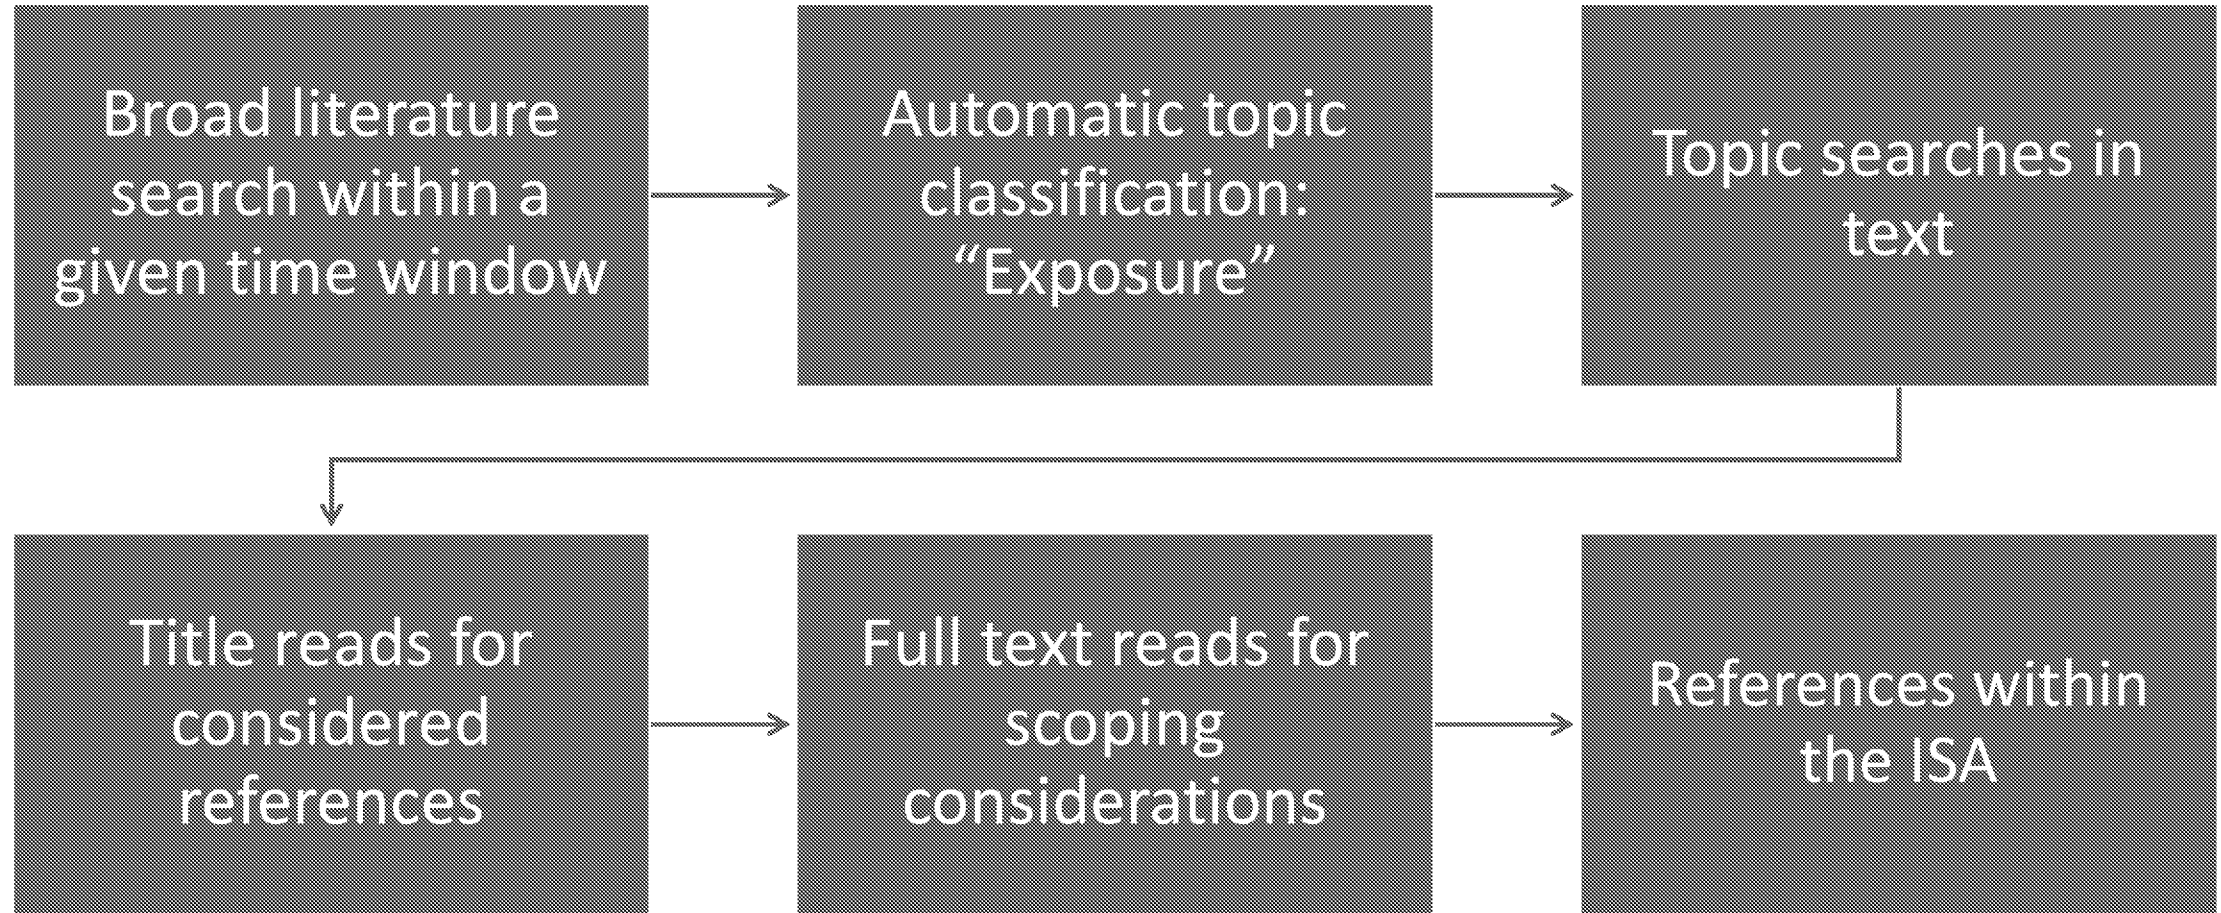 Broad literature
search within a
given time window
Automatic topic
classification:
“Exposure”
Topic searches in
text
Title reads for
considered
references
Full text reads for
scoping
considerations
References within
the ISA